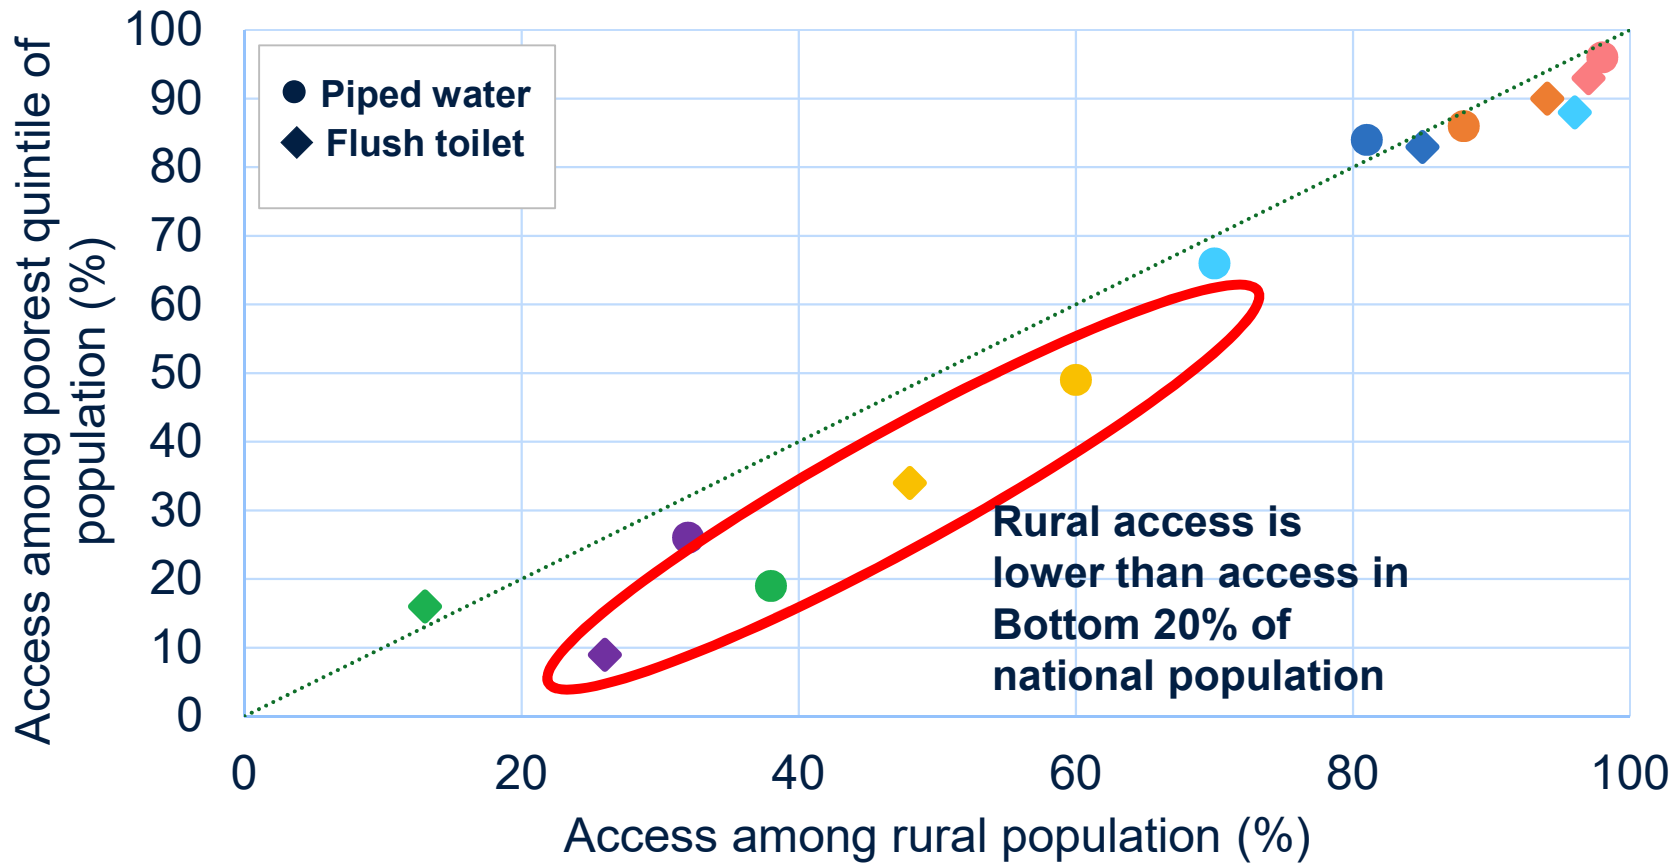 Access among poorest quintile of
population (%)
100
90
80
70
60
50
40
30
20
10
0
Piped water
Flush toilet
Rural access is
lower than access in
Bottom 20% of
national population
0 20 40 60 80 100
Access among rural population (%)